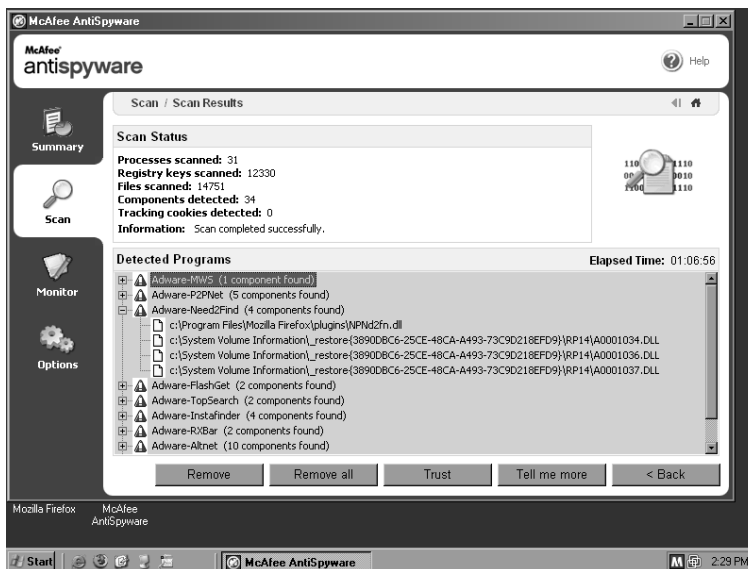 McAfee AntiSpyware
McAfee
antispyware
Help
Summary
Scan
Monitor
Options
Scan / Scan Results
Scan Status
Processes scanned: 31
Registry keys scanned: 12330
Files scanned: 14751
Components detected: 34
Tracking cookies detected: 0
Information: Scan completed successfully.
Detected Programs
Elapsed Time: 01:06:56
Adware-MWS (1 component found)
Adware-P2PNet (5 components found)
Adware-Need2Find (4 components found)
c:\Program Files\Mozilla Firefox\plugins\NPNd2fn.dll
c:\System Volume Information\_restore{3890DBC6-25CE-48CA-A493-73C9D218EFD9}\RP14\A0001034.DLL
c:\System Volume Information\_restore{3890DBC6-25CE-48CA-A493-73C9D218EFD9}\RP14\A0001036.DLL
c:\System Volume Information\_restore{3890DBC6-25CE-48CA-A493-73C9D218EFD9}\RP14\A0001037.DLL
Adware-FlashGet (2 components found)
Adware-TopSearch (2 components found)
Adware-Instafinder (4 components found)
Adware-RXBar (2 components found)
Adware-Altnet (10 components found)
Remove
Remove all
Trust
Tell me more
< Back
Mozilla Firefox
McAfee
AntiSpyware
Start
McAfee AntiSpyware
M
2:29 PM